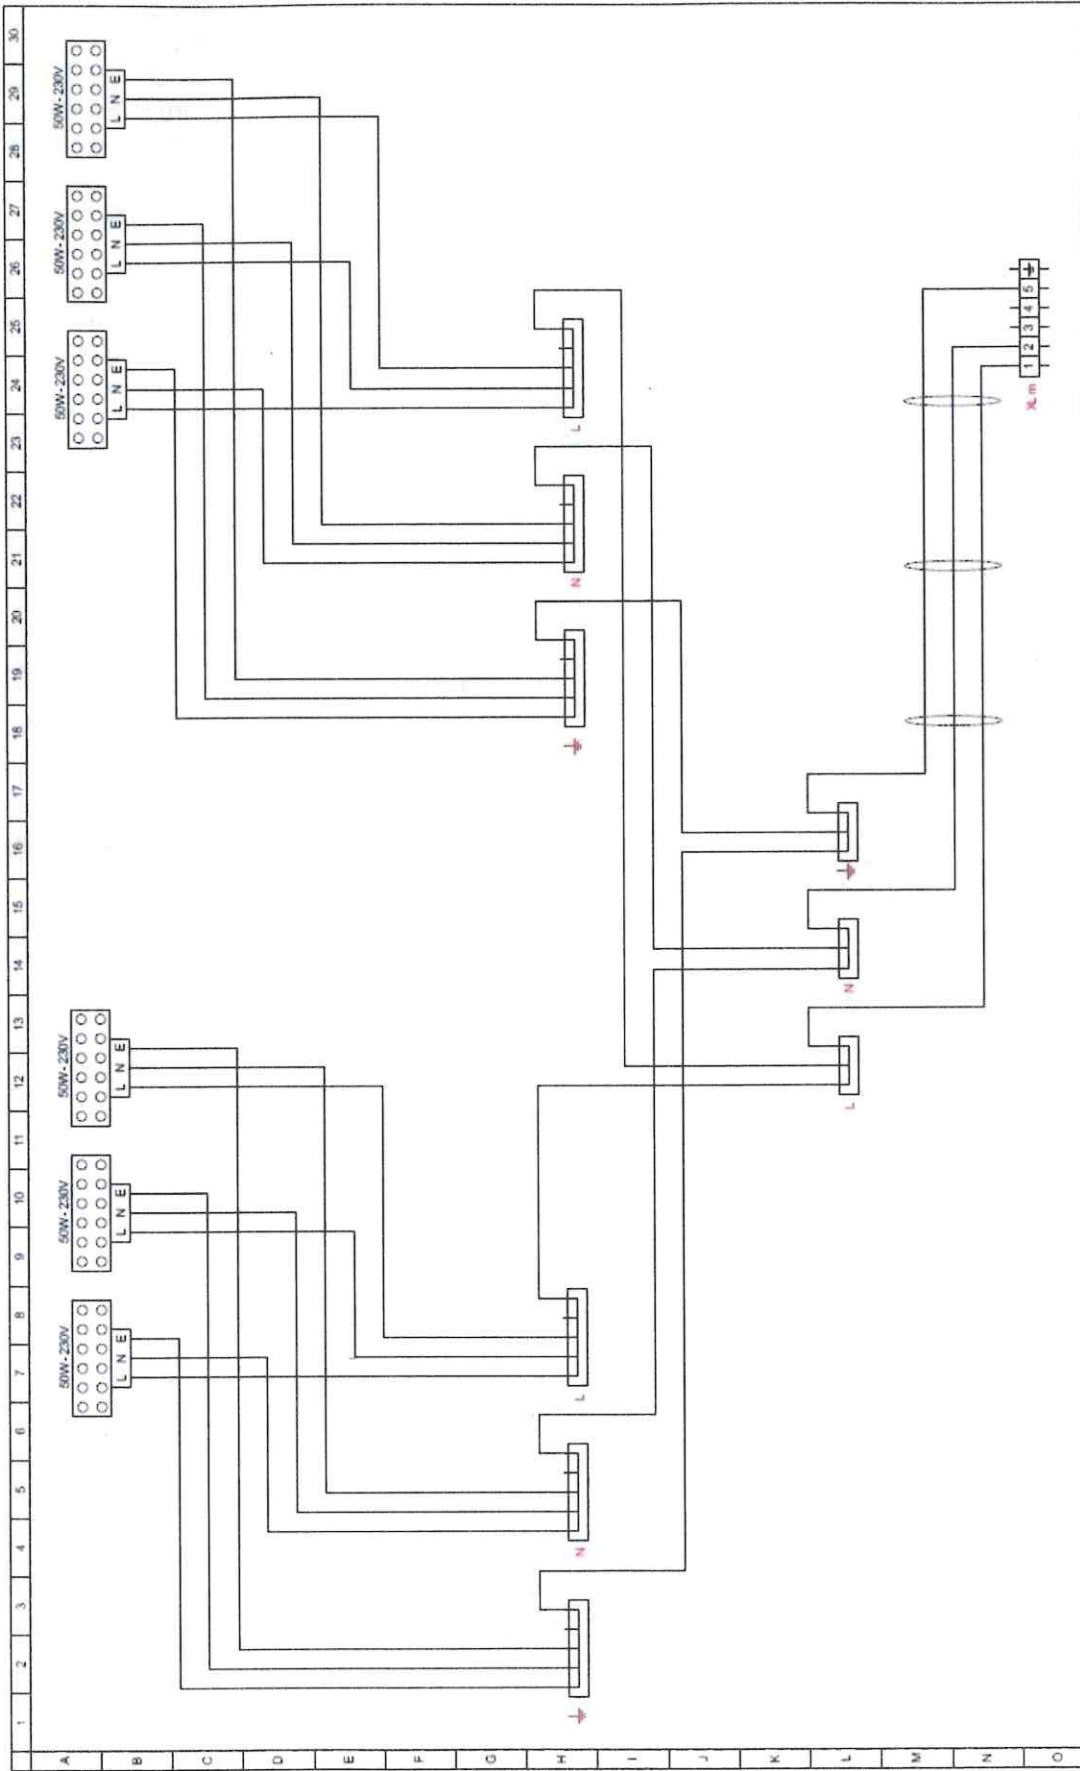 1 2 3 4 5 6 7 8 9 10 11 12 13 14 15 16 17 18 19 20 21 22 23 24 25 26 27 28 29 30
A
50W-230V 50W-230V 50W-230V 50W-230V 50W-230V 50W-230V
B
L N E L N E L N E L N E L N E L N E
C
D
E
F
G
H
N L N L
I
J
K
L
L N
M
N
O
XL m 1 2 3 4 5